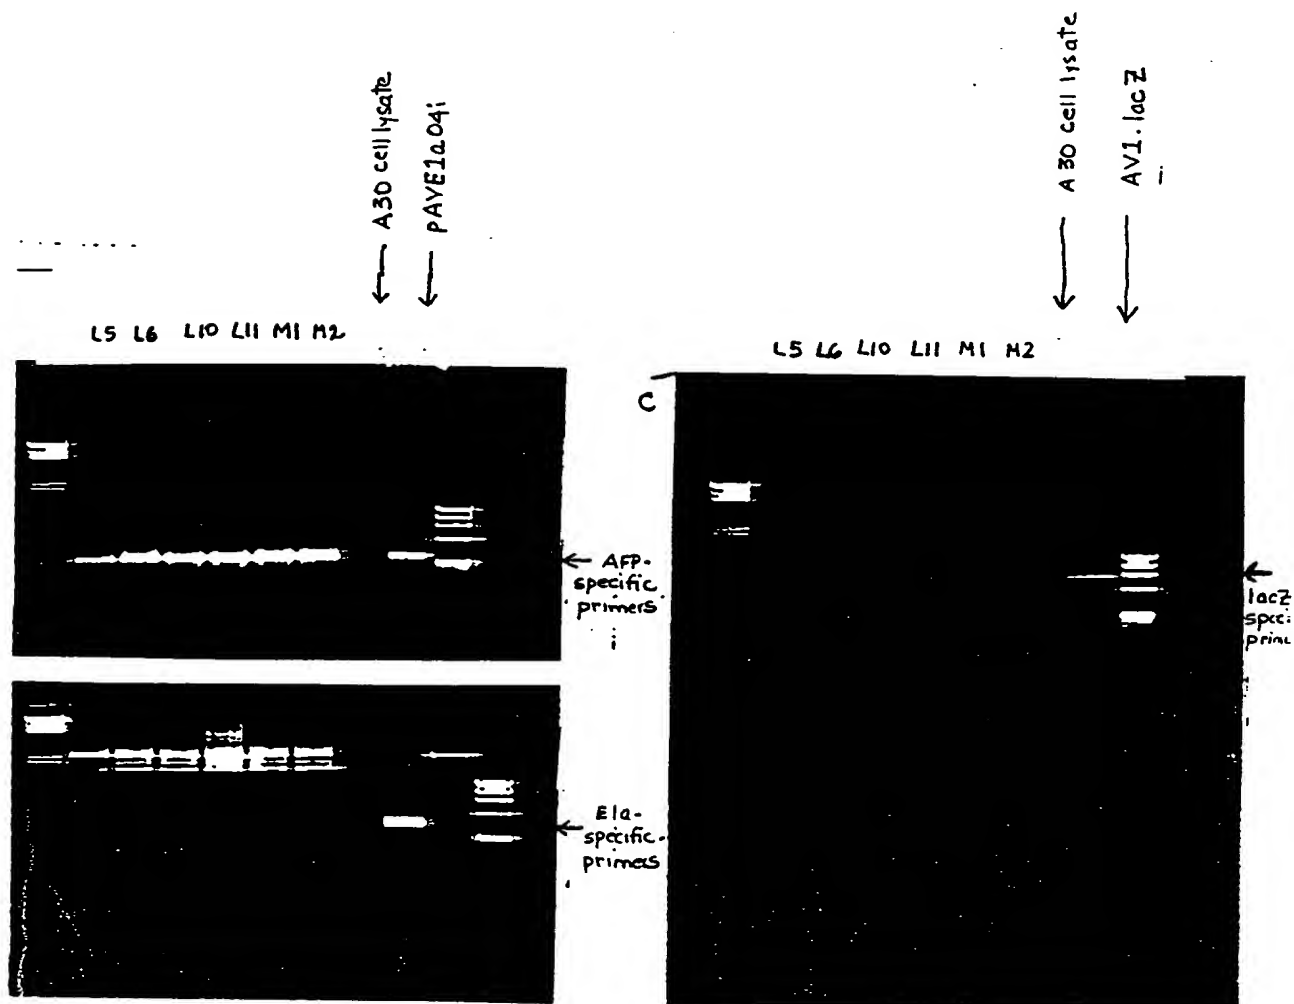 A30 cell lysate
pAVE1a04i
L5 L6 L10 L11 M1 M2
AFP-
specific
primers
E1a-
specific
primers
A30 cell lysate
AV1.lacZ
L5 L6 L10 L11 M1 M2
C
lacZ